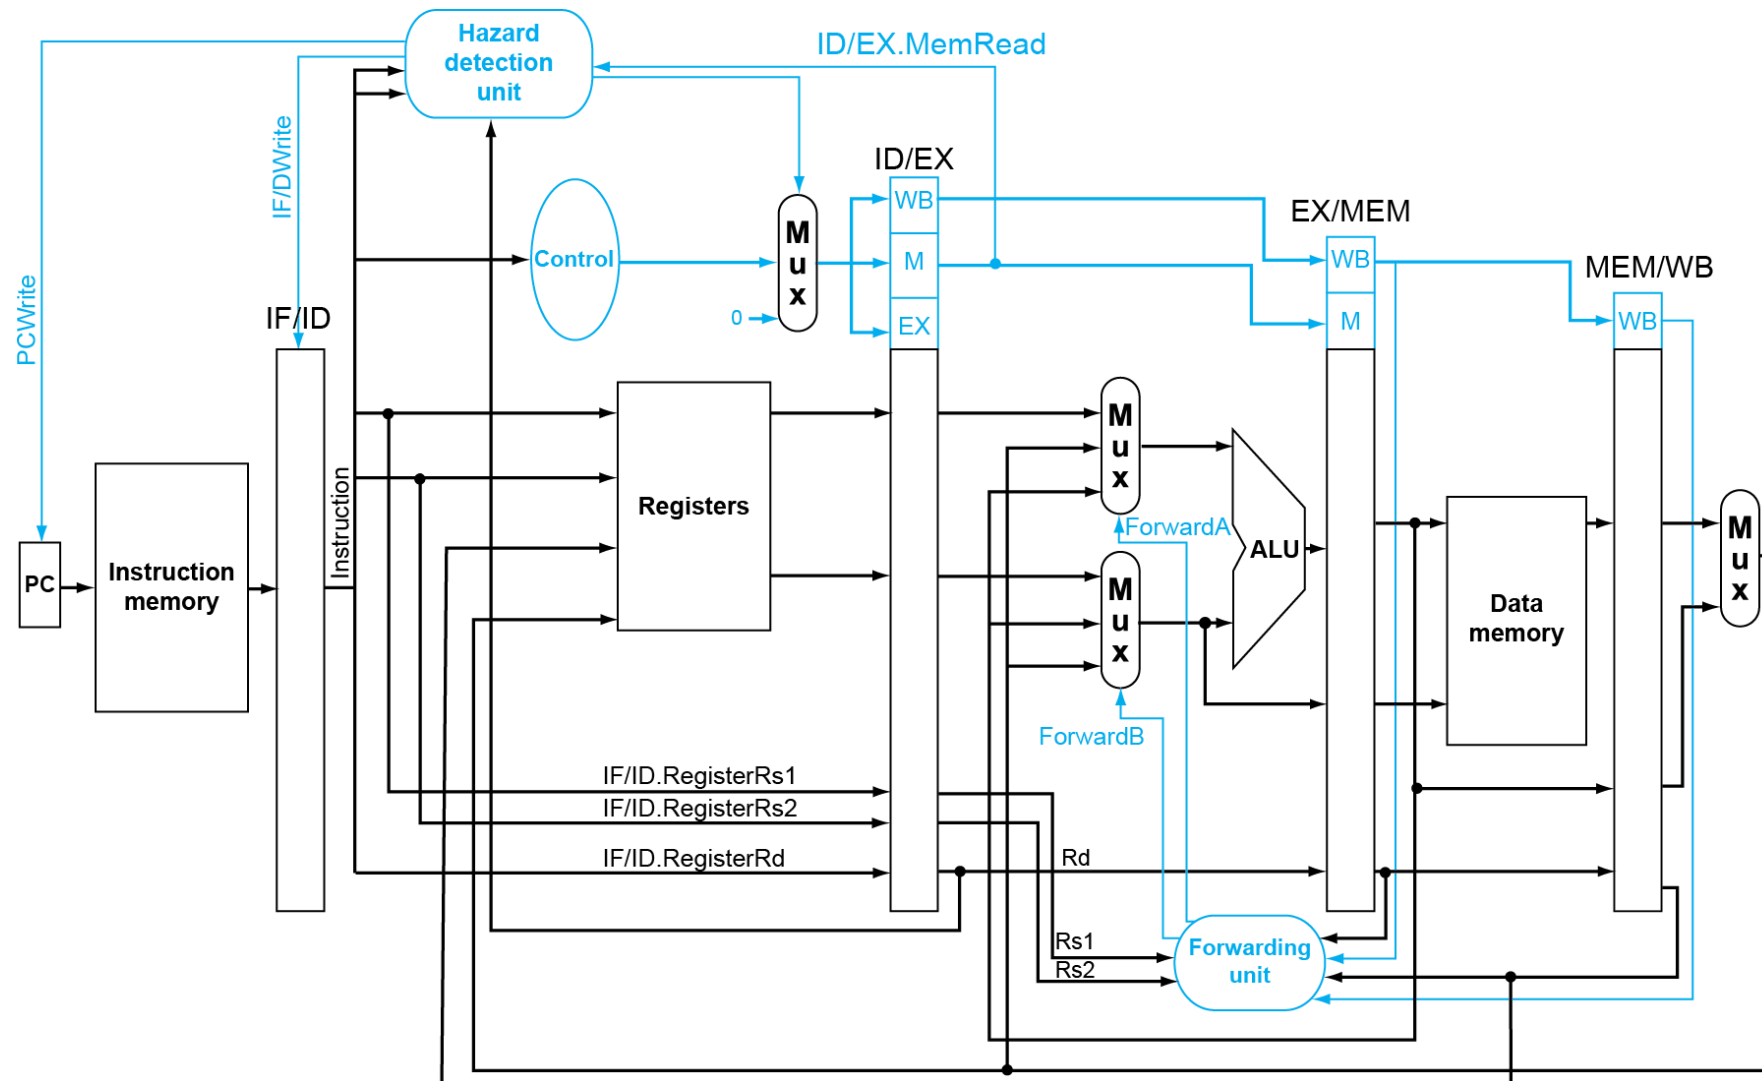 Hazard
detection
unit
ID/EX.MemRead
IF/DWrite
PCWrite
ID/EX
WB
M
EX
Control
M
u
x
0
EX/MEM
WB
M
MEM/WB
WB
IF/ID
Instruction
PC
Instruction
memory
Registers
M
u
x
ForwardA
M
u
x
ForwardB
ALU
Data
memory
M
u
x
IF/ID.RegisterRs1
IF/ID.RegisterRs2
IF/ID.RegisterRd
Rd
Rs1
Rs2
Forwarding
unit